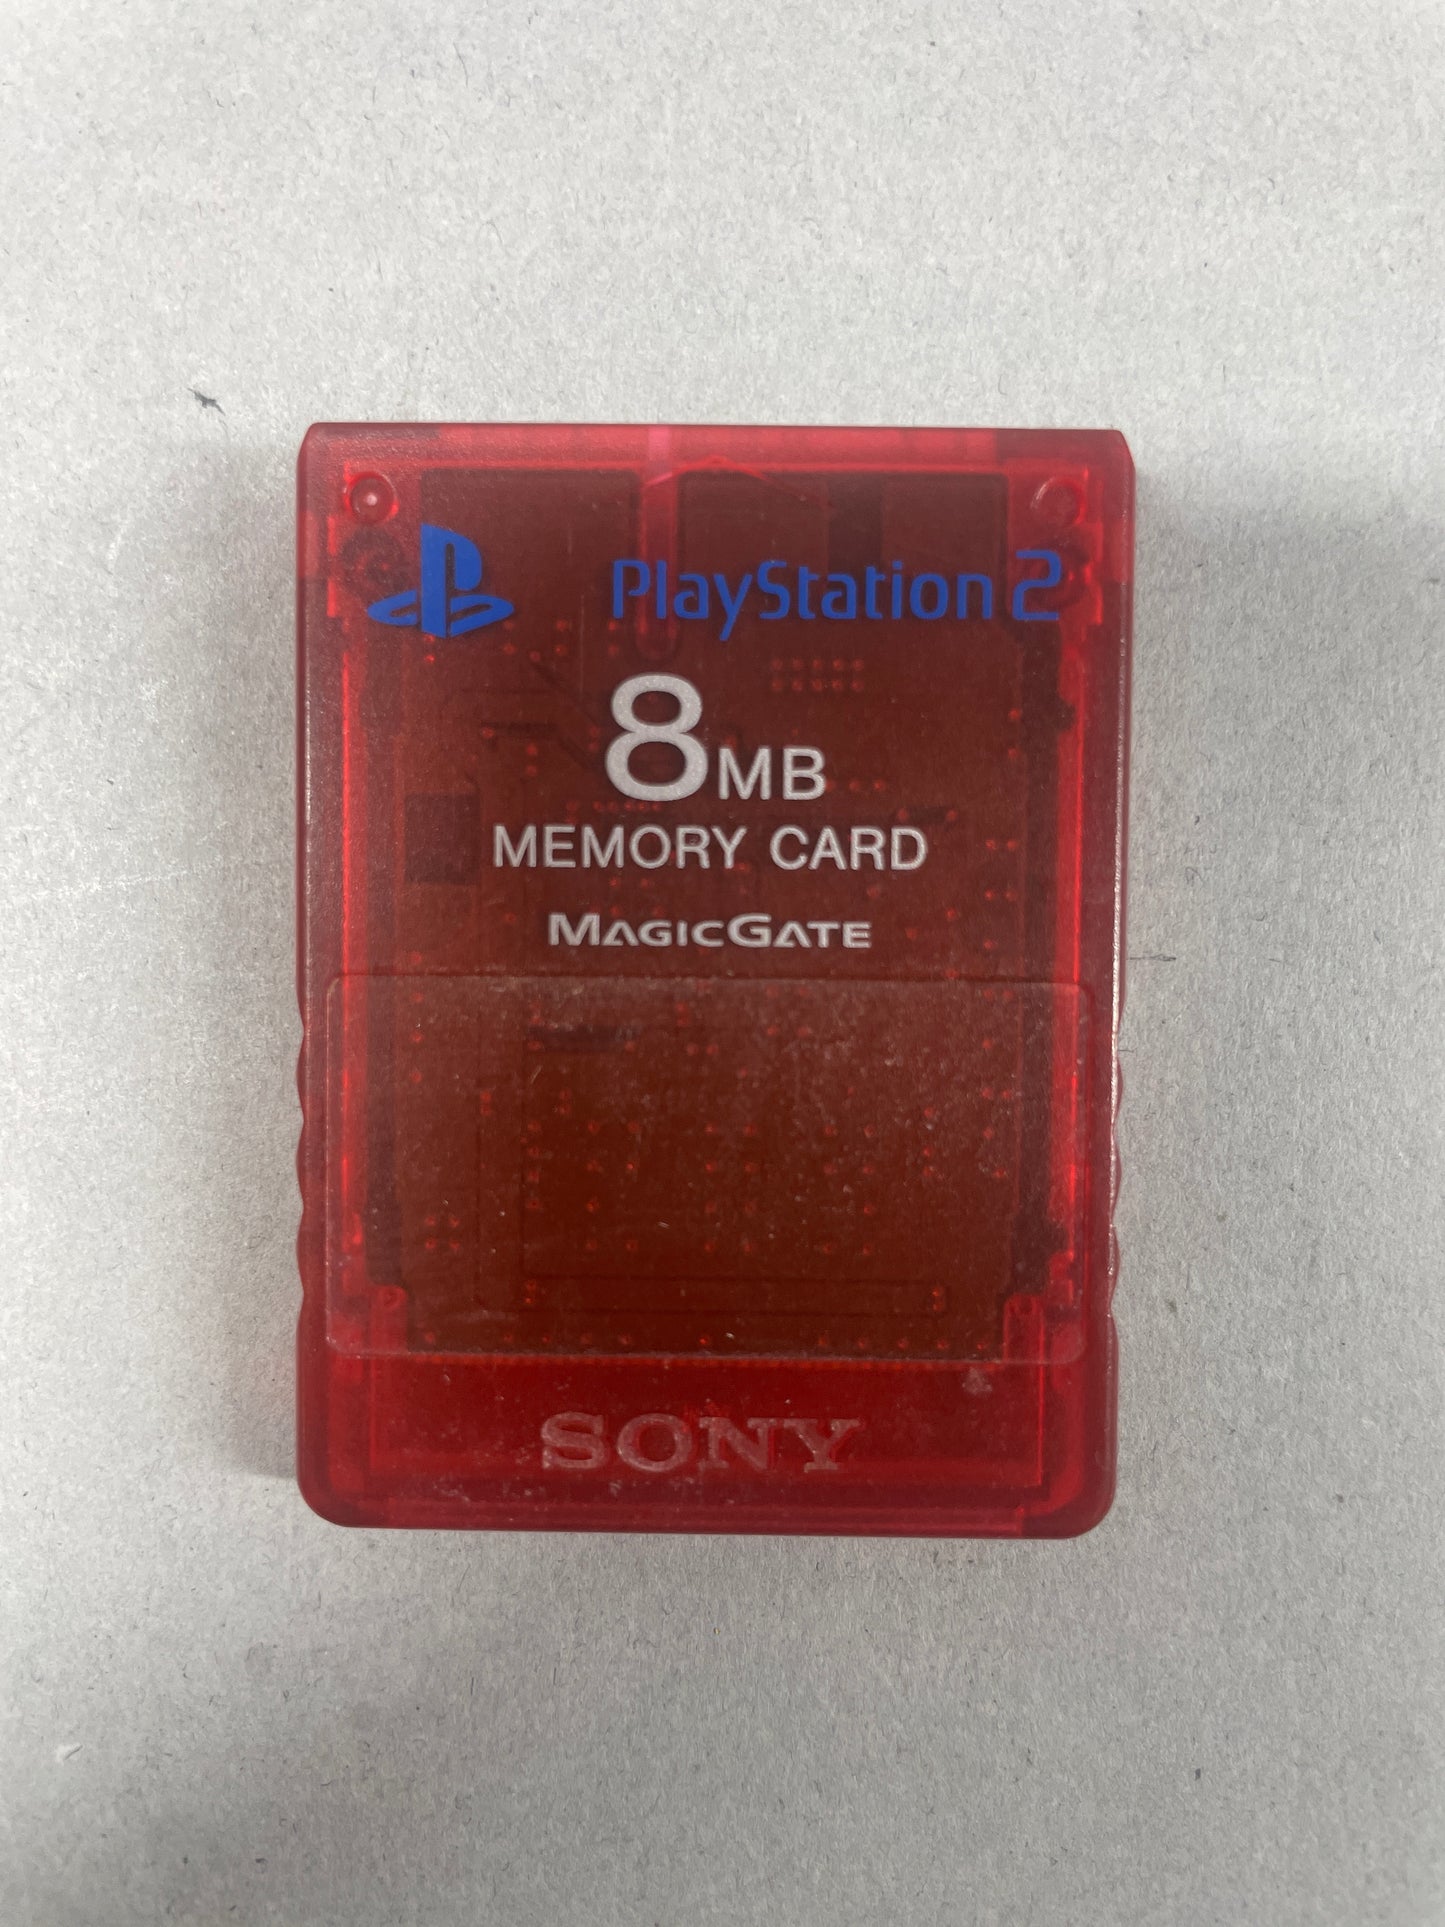 PlayStation 2
8MB
MEMORY CARD
MAGICGATE
SONY